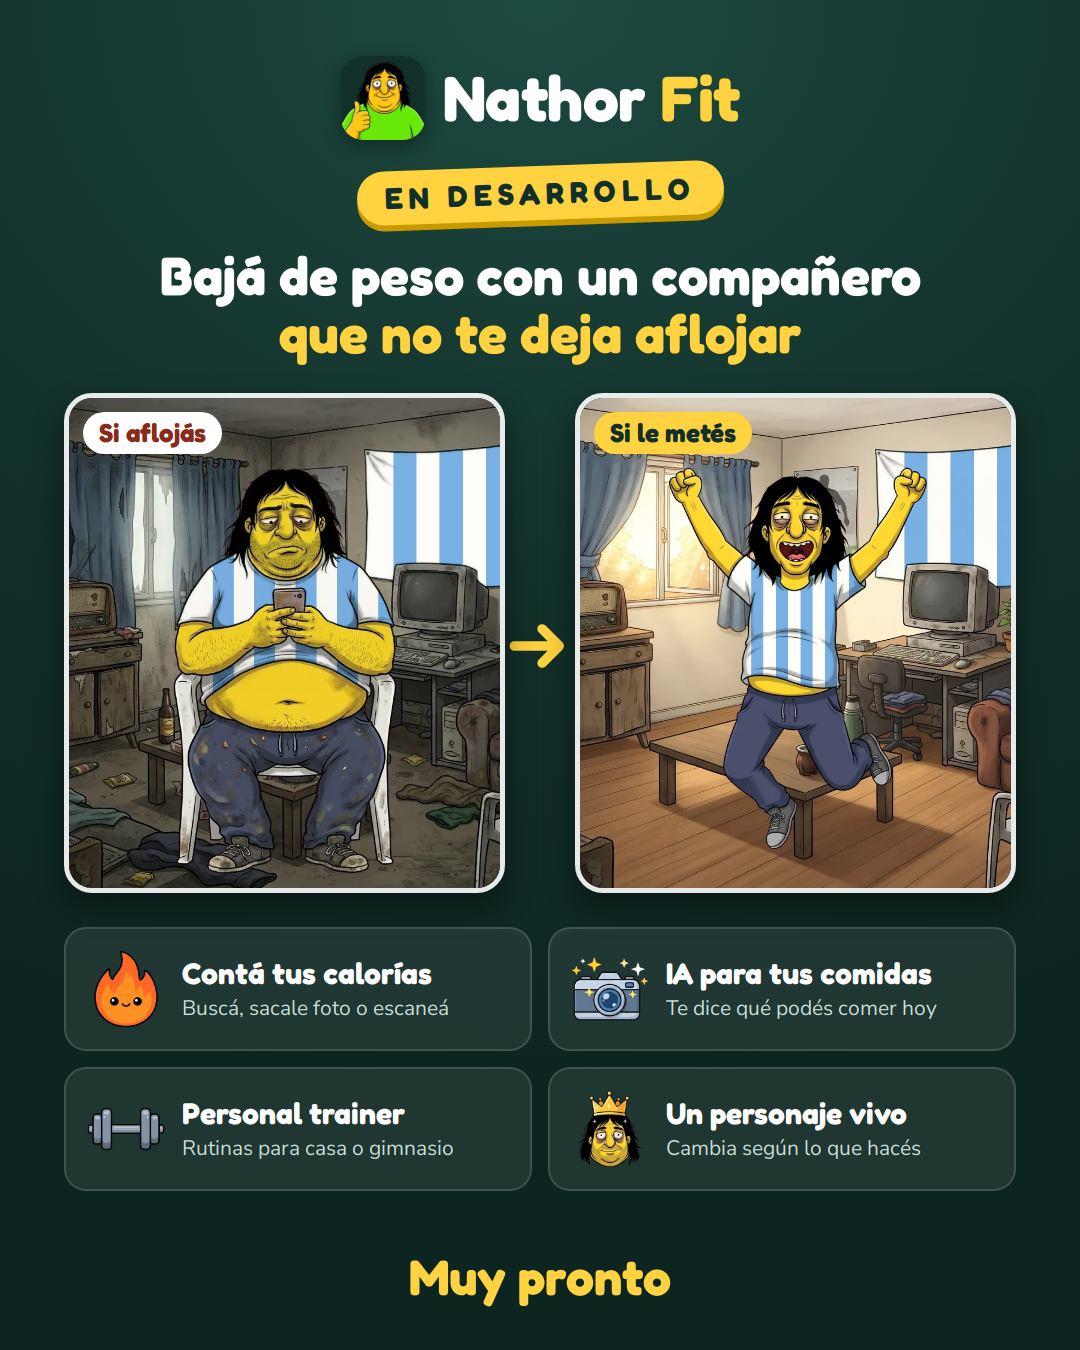 Nathor Fit
EN DESARROLLO
Bajá de peso con un compañero
que no te deja aflojar
Si aflojás
Si le metés
Contá tus calorías
Buscá, sacale foto o escaneá
IA para tus comidas
Te dice qué podés comer hoy
Personal trainer
Rutinas para casa o gimnasio
Un personaje vivo
Cambia según lo que hacés
Muy pronto